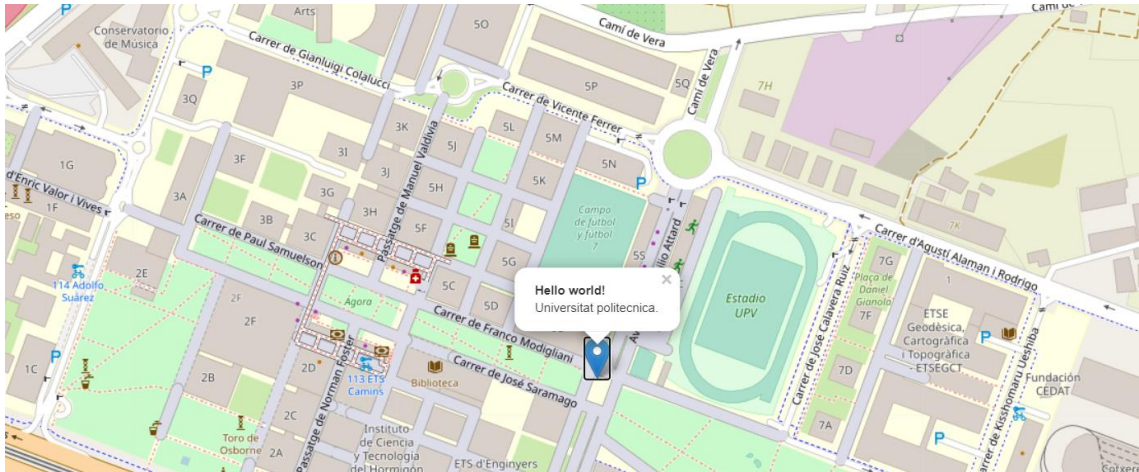 P
Arts
5O
Camí de Vera
Camí de Vera
Conservatorio
de Música
Carrer de Gianluigi Colalucci
P
3Q
3P
5P
5Q
Camí de Vera
7H
Carrer de Vicente Ferrer
3K
5L
5M
3I
5J
5N
3F
1G
3J
5K
P
d'Enric Valor i Vives
3A
3G
5H
1F
3B
3H
Passatge de Manuel Valdivia
Campo
de futbol
y futbol
7
7K
3C
5F
5I
Carrer d'Agustí Alaman i Rodrigo
Carrer de Paul Samuelson
5G
5S
7G
114 Adolfo
Suárez
2E
5C
5D
Hello world!
Universitat politecnica.
×
Estadio
UPV
Plaça de
Daniel
Gianola
7F
1
2F
2F
Ágora
Carrer de Franco Modigliani
ETSE
Geodèsica,
Cartogràfica
i Topogràfica
ETSEGCT
Carrer de José Calavera Ruiz
P
P
1C
2B
2D
113 ETS
Camins
Biblioteca
Carrer de José Saramago
7D
Fundación
CEDAT
2C
Passatge de Norman Foster
7A
Carrer de Kisshomaru Ueshiba
P
Toro de
Osborne
Instituto
de Ciencia
y Tecnología
del Hormigón
ETS d'Enginyers